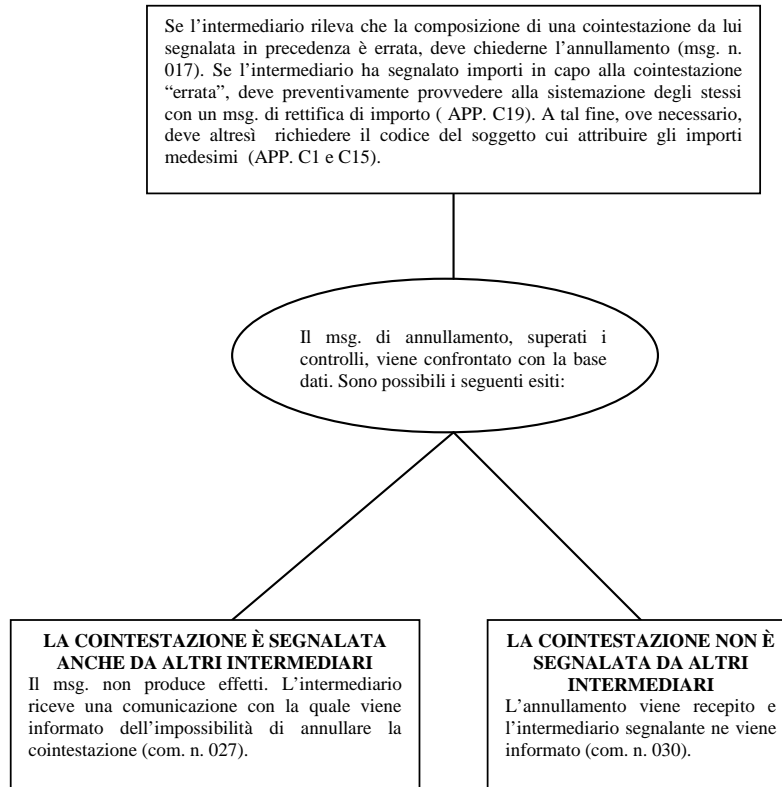 Se l’intermediario rileva che la composizione di una cointestazione da lui
segnalata in precedenza è errata, deve chiederne l’annullamento (msg. n.
017). Se l’intermediario ha segnalato importi in capo alla cointestazione
“errata”, deve preventivamente provvedere alla sistemazione degli stessi
con un msg. di rettifica di importo ( APP. C19). A tal fine, ove necessario,
deve altresì richiedere il codice del soggetto cui attribuire gli importi
medesimi (APP. C1 e C15).
Il msg. di annullamento, superati i
controlli, viene confrontato con la base
dati. Sono possibili i seguenti esiti:
LA COINTESTAZIONE È SEGNALATA
ANCHE DA ALTRI INTERMEDIARI
Il msg. non produce effetti. L’intermediario
riceve una comunicazione con la quale viene
informato dell’impossibilità di annullare la
cointestazione (com. n. 027).
LA COINTESTAZIONE NON È
SEGNALATA DA ALTRI
INTERMEDIARI
L’annullamento viene recepito e
l’intermediario segnalante ne viene
informato (com. n. 030).